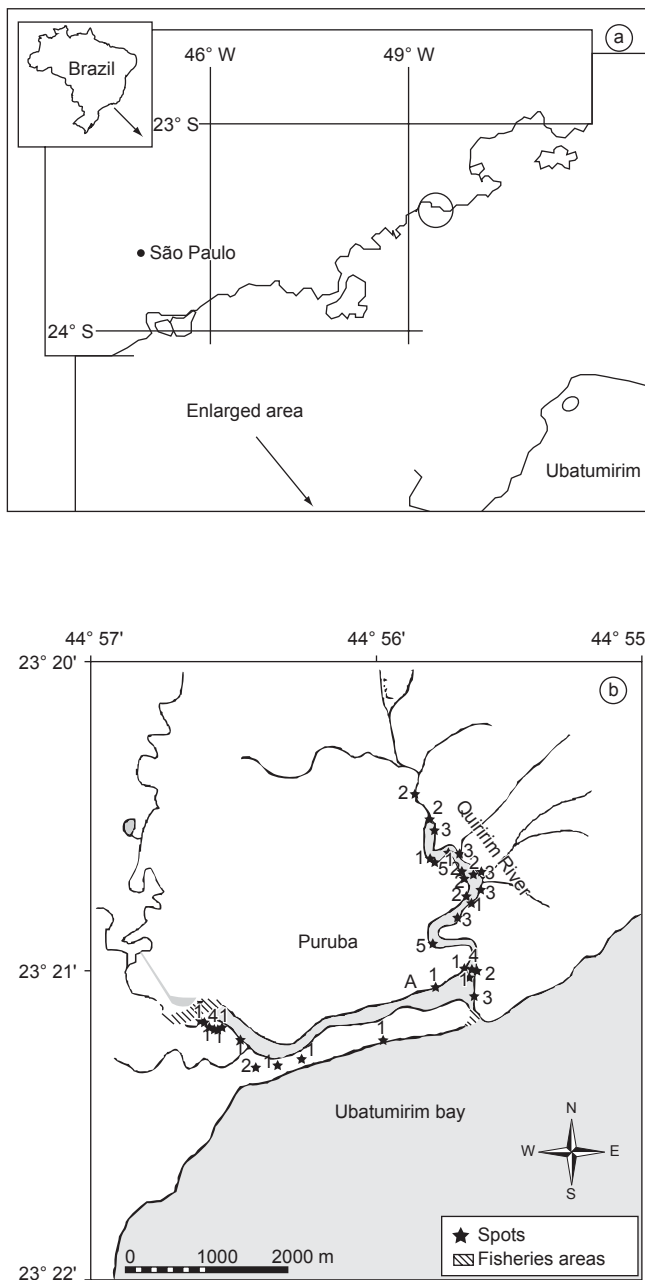 a
46° W 49° W
Brazil
23° S
São Paulo
24° S
Enlarged area
Ubatumirim
44° 57' 44° 56' 44° 55
23° 20'
b
2
2
3
Quiririm River
1 5 1 3
2 2 3
2
2 3
1
3
5
Puruba
23° 21'
1 4 2
A 1 1
3
1 4 1
1 1 1
2 1 1 1
Ubatumirim bay
N
W E
S
Spots
Fisheries areas
0 1000 2000 m
23° 22'